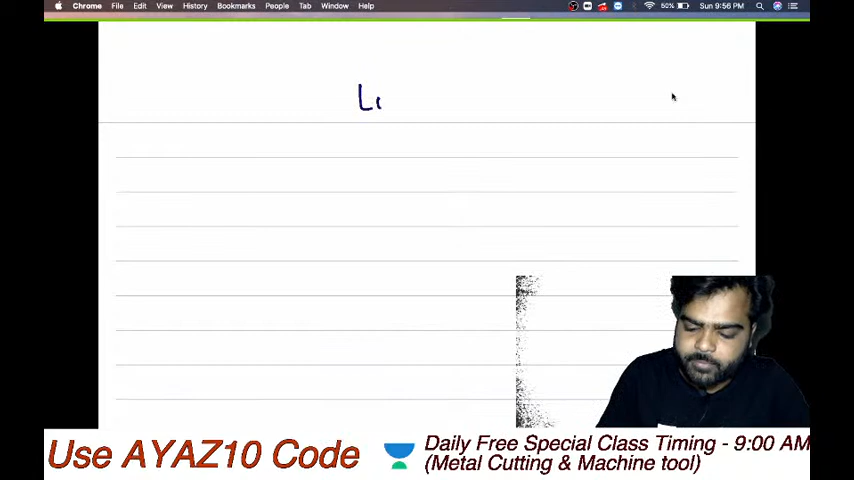 Chrome File Edit View History Bookmarks People Tab Window Help 50% Sun 9:56 PM
Use AYAZ10 Code
Daily Free Special Class Timing - 9:00 AM
(Metal Cutting & Machine tool)